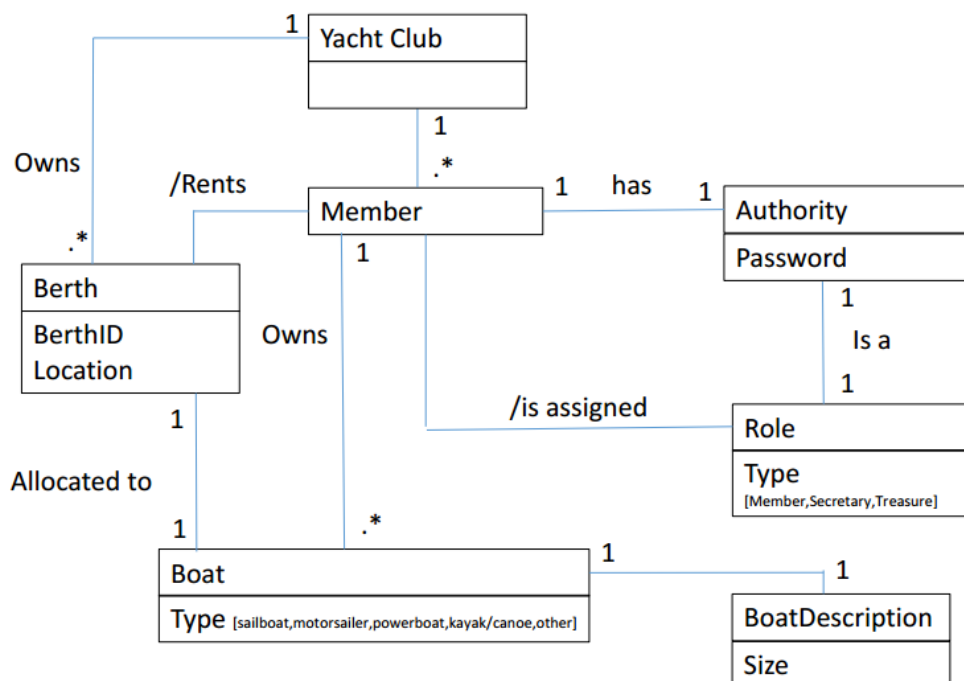 1
Yacht Club
1
Owns
.*
/Rents
Member
1
has
1
Authority
Password
.*
1
1
Berth
BerthID
Location
Owns
Is a
1
1
/is assigned
Role
Type
[Member,Secretary,Treasure]
Allocated to
1
.*
Boat
Type [sailboat,motorsailer,powerboat,kayak/canoe,other]
1
1
BoatDescription
Size